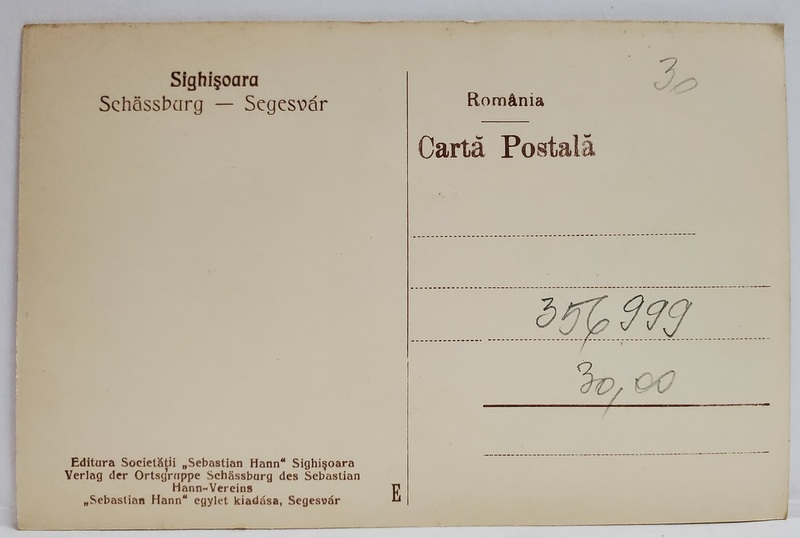 Sighişoara
Schässburg — Segesvár
Editura Societății „Sebastian Hann“ Sighişoara
Verlag der Ortsgruppe Schässburg des Sebastian
Hann-Vereins
„Sebastian Hann“ egylet kiadása, Segesvár
E
30
România
Cartă Postală
356999
30,00